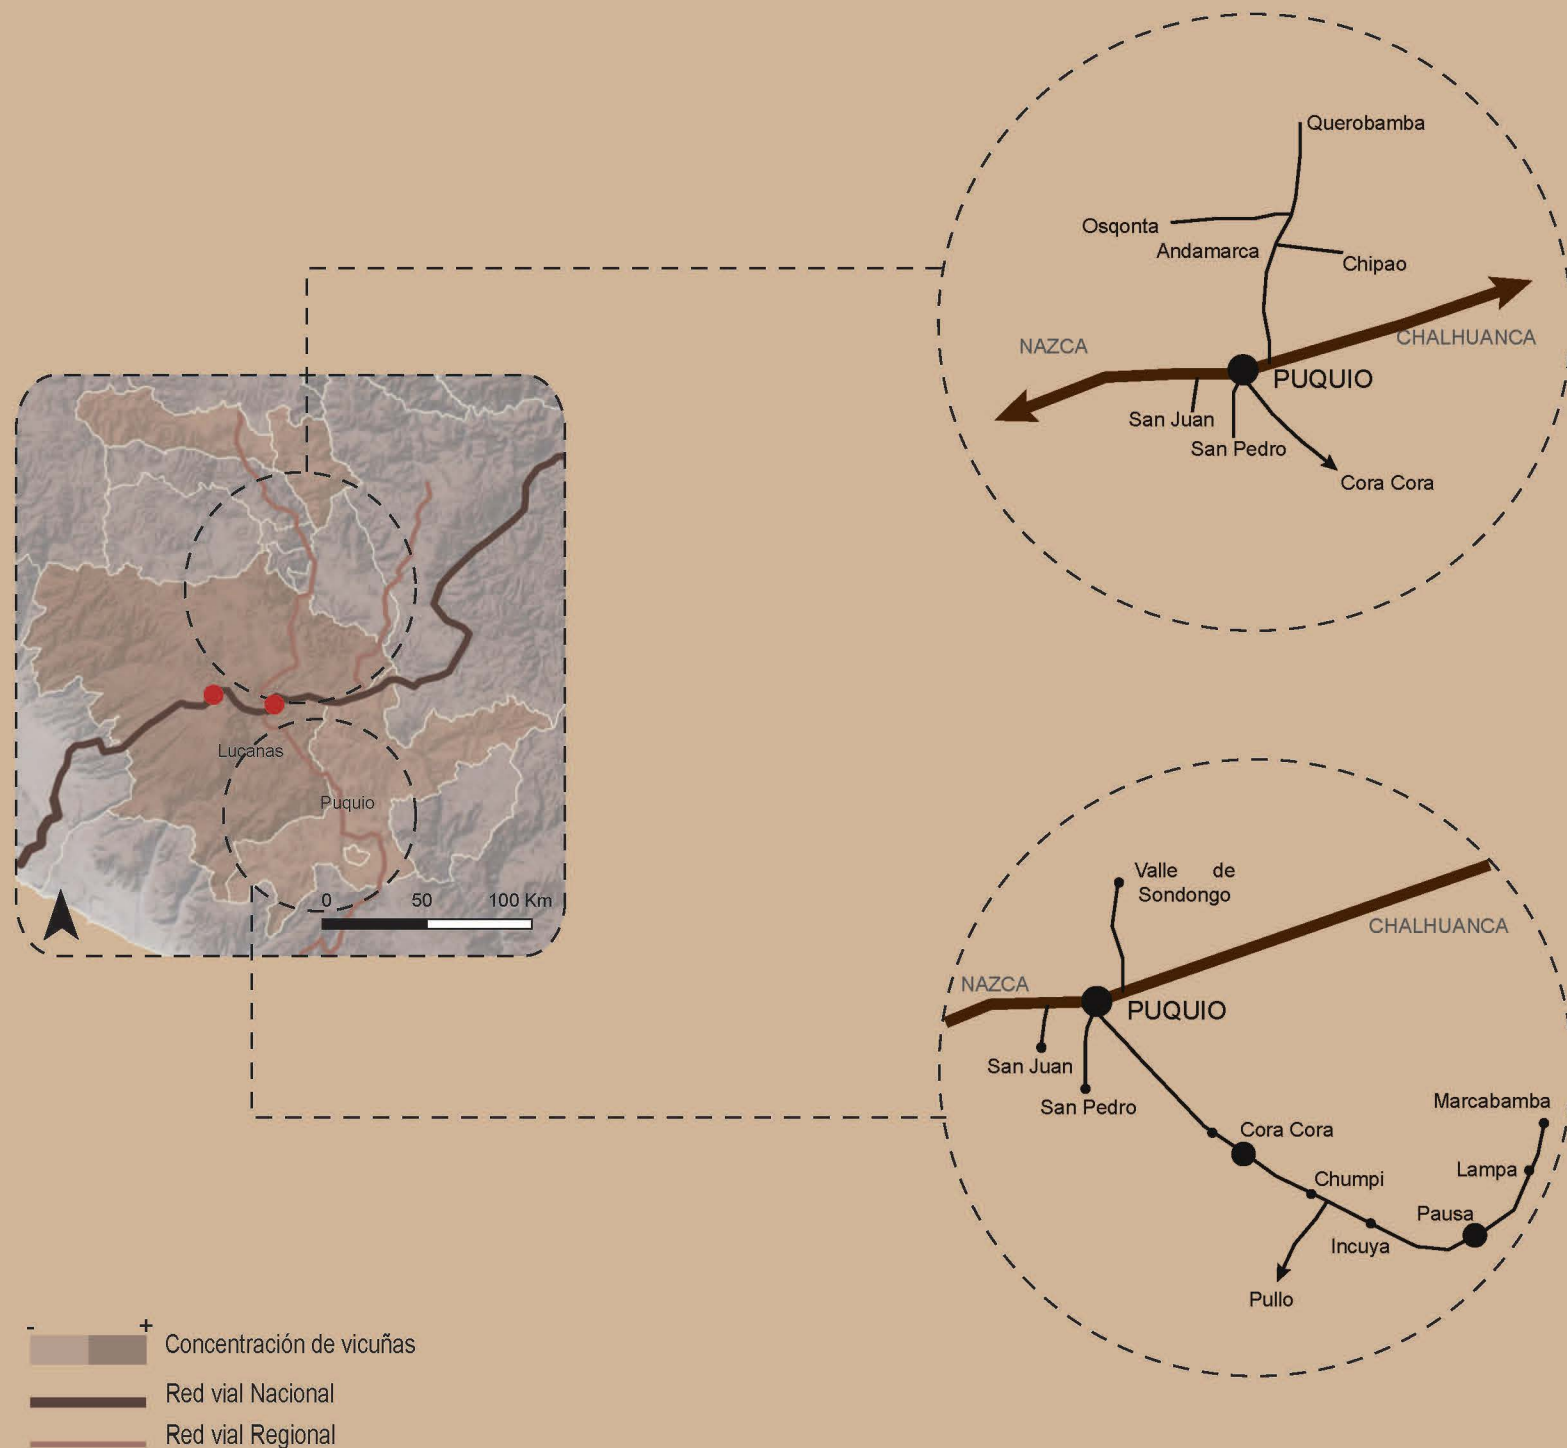 Querobamba
Osqonta
Andamarca
Chipao
CHALHUANCA
NAZCA
PUQUIO
San Juan
San Pedro
Cora Cora
Lucanas
Puquio
0 50 100 Km
Valle de
Sondongo
CHALHUANCA
NAZCA
PUQUIO
San Juan
San Pedro
Marcabamba
Cora Cora
Lampa
Chumpi
Pausa
Incuya
Pullo
- +
Concentración de vicuñas
Red vial Nacional
Red vial Regional